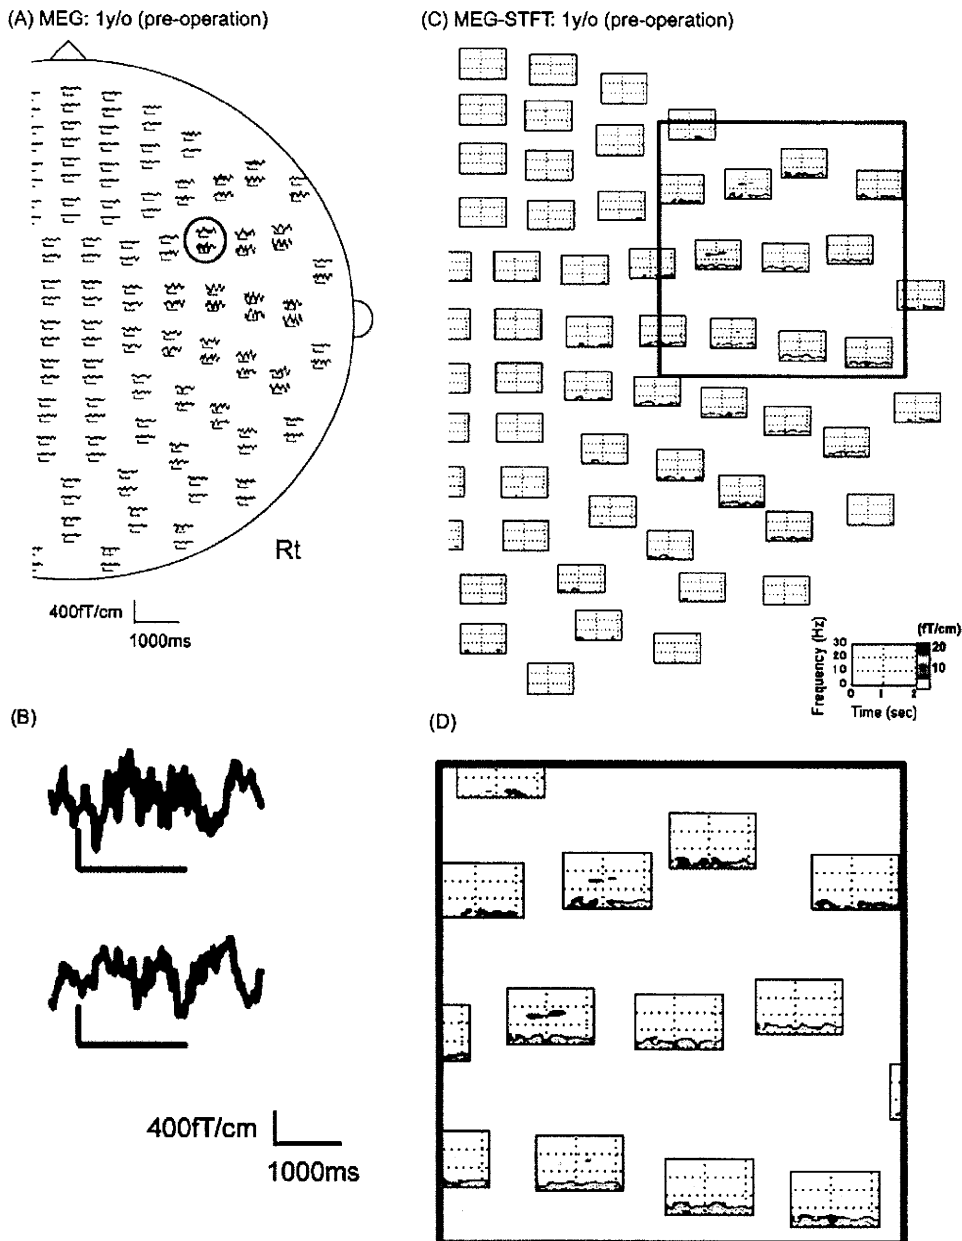 (A) MEG: 1y/o (pre-operation)
(C) MEG-STFT: 1y/o (pre-operation)
Rt
400fT/cm
1000ms
(fT/cm)
Frequency (Hz)
30
20
10
0
20
10
0 1 2
Time (sec)
(B)
(D)
400fT/cm
1000ms